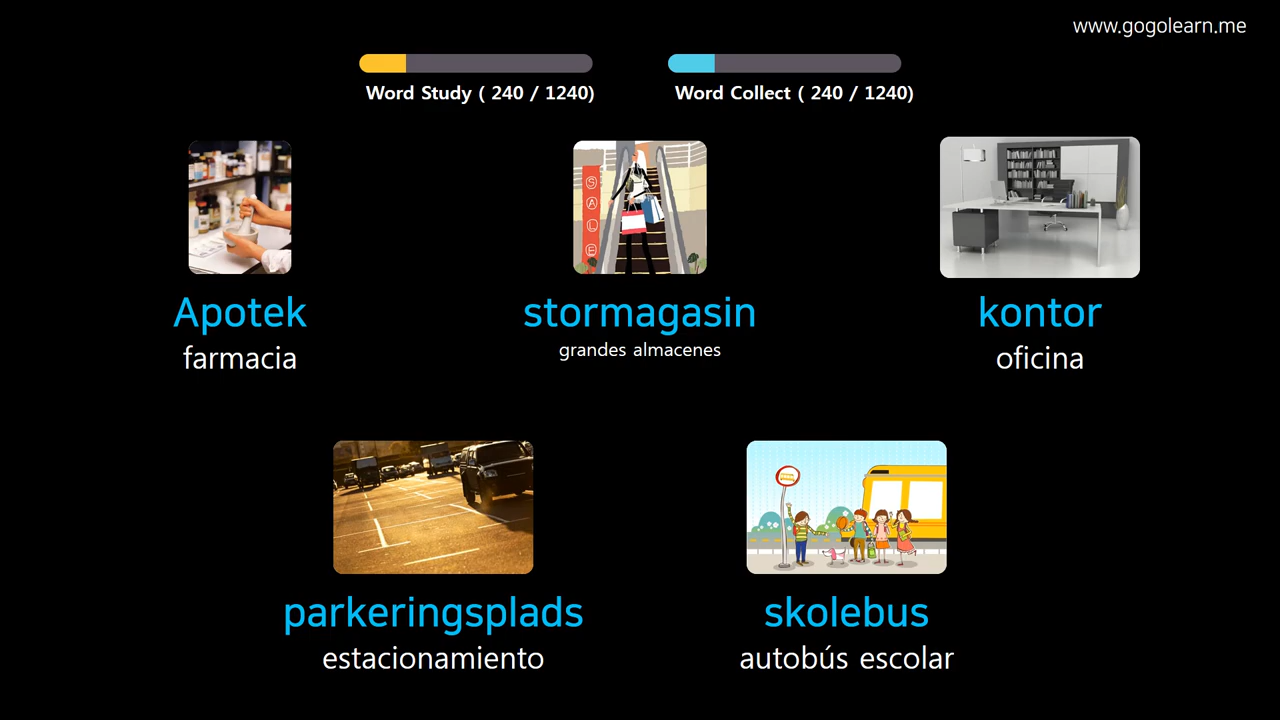 www.gogolearn.me
Word Study ( 240 / 1240)
Word Collect ( 240 / 1240)
SALE
Apotek
farmacia
stormagasin
grandes almacenes
kontor
oficina
parkeringsplads
estacionamiento
skolebus
autobús escolar